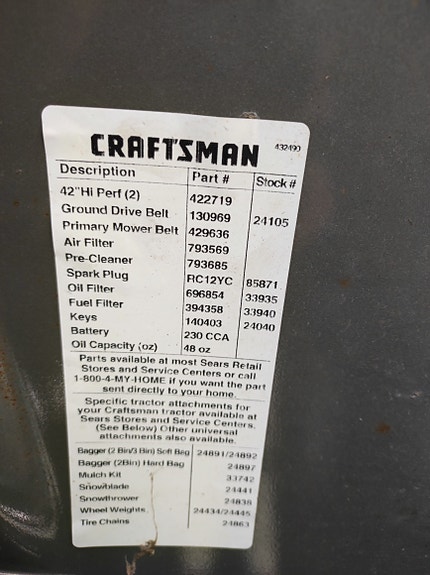 CRAFTSMAN 432490
Description Part # Stock #
42"Hi Perf (2) 422719
Ground Drive Belt 130969 24105
Primary Mower Belt 429636
Air Filter 793569
Pre-Cleaner 793685
Spark Plug RC12YC 85871
Oil Filter 696854 33935
Fuel Filter 394358 33940
Keys 140403 24040
Battery 230 CCA
Oil Capacity (oz) 48 oz
Parts available at most Sears Retail
Stores and Service Centers or call
1-800-4-MY-HOME if you want the part
sent directly to your home.
Specific tractor attachments for
your Craftsman tractor available at
Sears Stores and Service Centers.
(See Below) Other universal
attachments also available.
Bagger (2 Bin/3 Bin) Soft Bag 24891/24892
Bagger (2Bin) Hard Bag 24897
Mulch Kit 33742
Snowblade 24441
Snowthrower 24838
Wheel Weights 24434/24445
Tire Chains 24863